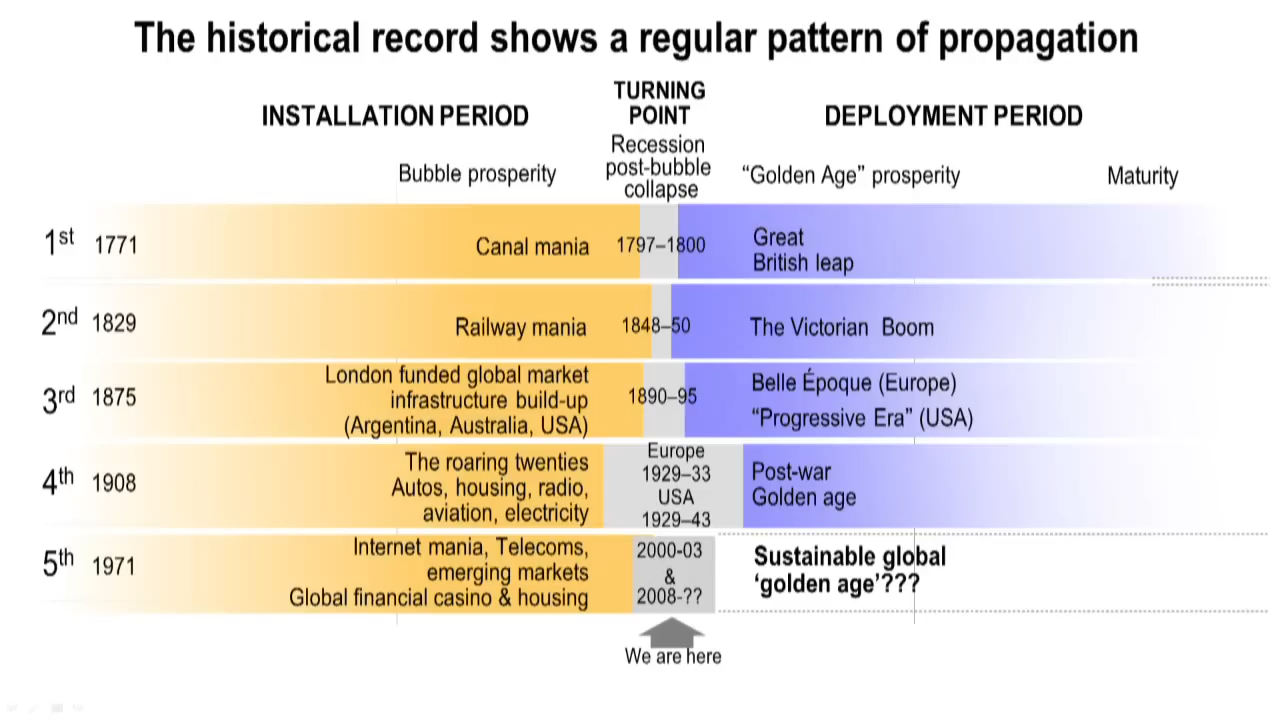 The historical record shows a regular pattern of propagation
INSTALLATION PERIOD
TURNING
POINT
DEPLOYMENT PERIOD
Recession
post-bubble
collapse
Bubble prosperity
“Golden Age” prosperity
Maturity
1st
1771
Canal mania
1797–1800
Great
British leap
2nd
1829
Railway mania
1848–50
The Victorian Boom
3rd
1875
London funded global market
infrastructure build-up
(Argentina, Australia, USA)
1890–95
Belle Époque (Europe)
“Progressive Era” (USA)
4th
1908
The roaring twenties
Autos, housing, radio,
aviation, electricity
Europe
1929–33
USA
1929–43
Post-war
Golden age
5th
1971
Internet mania, Telecoms,
emerging markets
Global financial casino & housing
2000-03
&
2008-??
Sustainable global
‘golden age’???
We are here